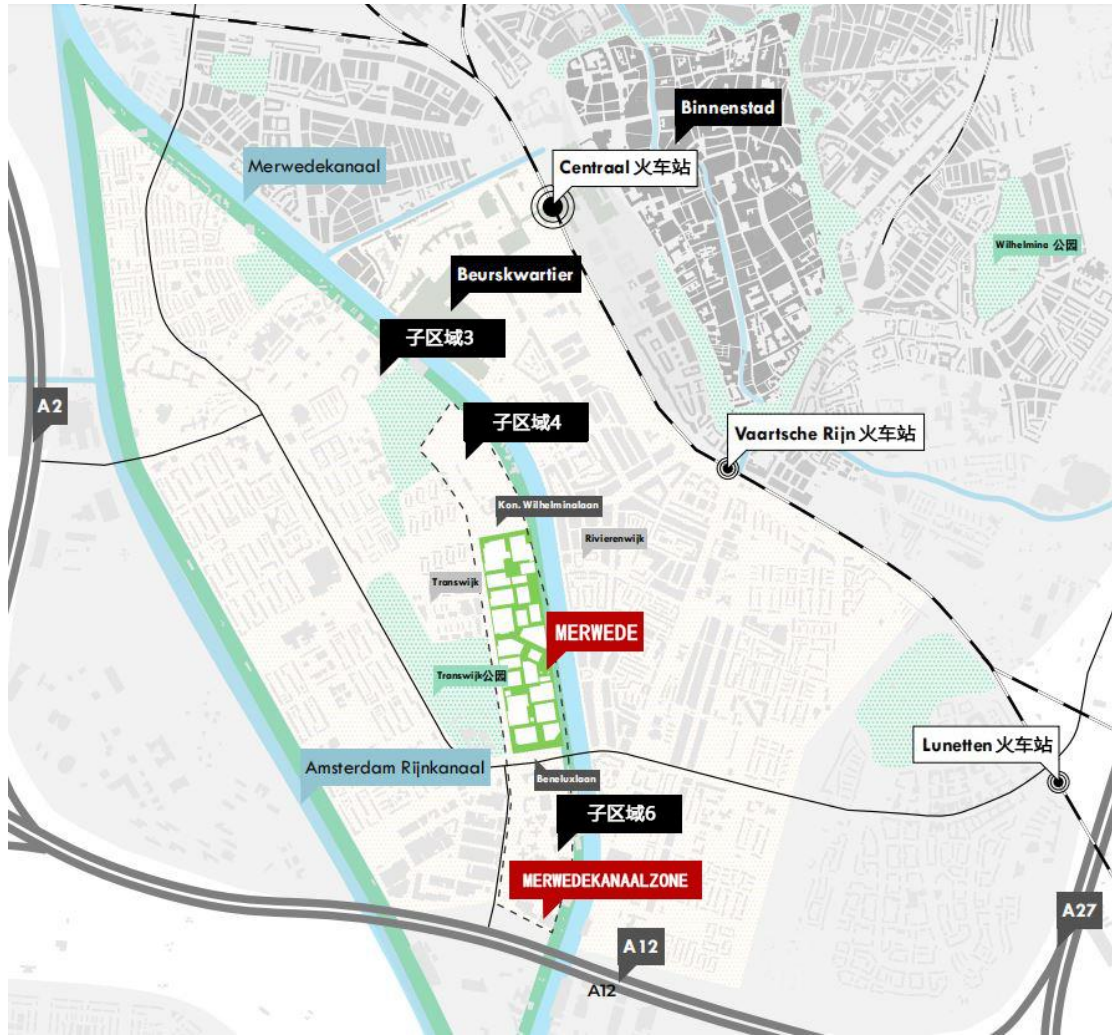 Binnenstad
Merwedekanaal
Centraal 火车站
Wilhelmina 公园
Beurskwartier
子区域3
A2
子区域4
Vaartsche Rijn 火车站
Kon. Wilhelminalaan
Rivierenwijk
Transwijk
MERWEDE
Transwijk公园
Lunetten 火车站
Amsterdam Rijnkanaal
Beneluxlaan
子区域6
MERWEDEKANAALZONE
A27
A12
A12